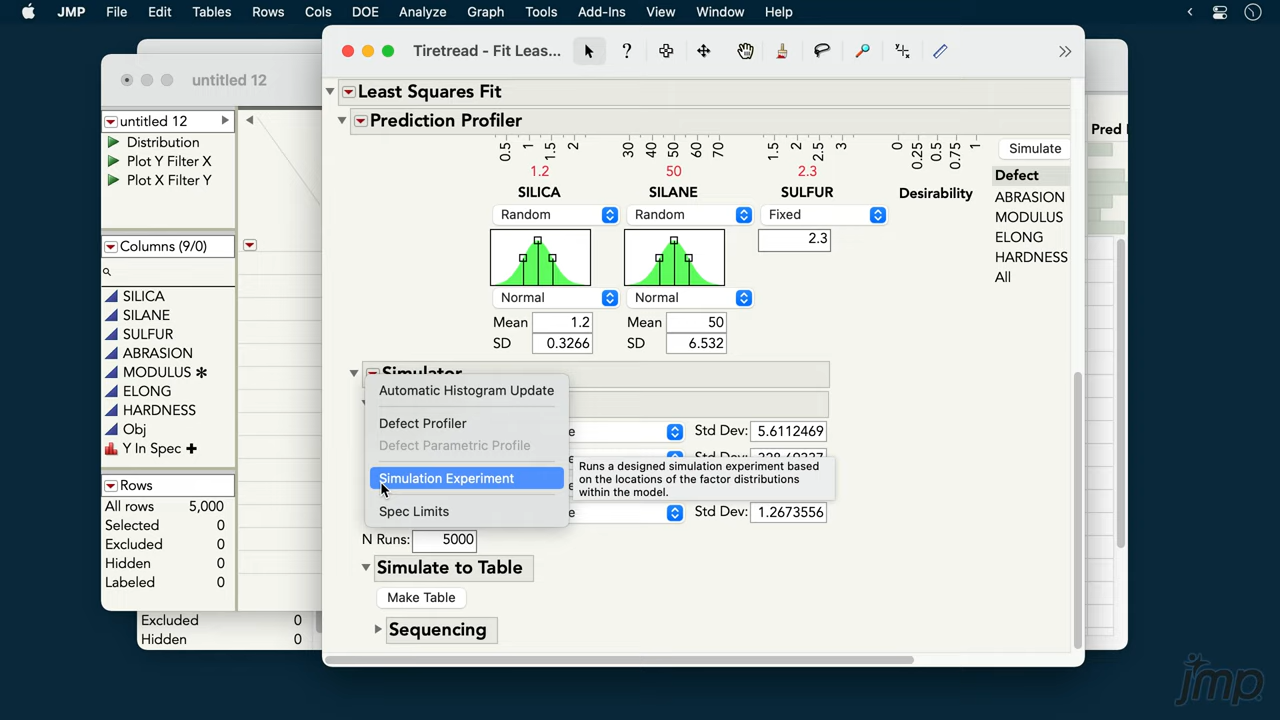 JMP File Edit Tables Rows Cols DOE Analyze Graph Tools Add-Ins View Window Help
Tiretread - Fit Leas...
untitled 12
untitled 12
Distribution
Plot Y Filter X
Plot X Filter Y
Columns (9/0)
SILICA
SILANE
SULFUR
ABRASION
MODULUS
ELONG
HARDNESS
Obj
Y In Spec
Rows
All rows 5,000
Selected 0
Excluded 0
Hidden 0
Labeled 0
Excluded 0
Hidden 0
Least Squares Fit
Prediction Profiler
0.5 1 1.5 2 30 40 50 60 70 1.5 2 2.5 3 0 0.25 0.5 0.75 1
1.2 50 2.3
SILICA SILANE SULFUR Desirability
Random Random Fixed
2.3
Normal Normal
Mean 1.2 Mean 50
SD 0.3266 SD 6.532
Simulate
Defect
ABRASION
MODULUS
ELONG
HARDNESS
All
Pred
Simulator
Automatic Histogram Update
Defect Profiler
Defect Parametric Profile
Simulation Experiment
Spec Limits
Runs a designed simulation experiment based
on the locations of the factor distributions
within the model.
Std Dev: 5.6112469
Std Dev: 1.2673556
N Runs: 5000
Simulate to Table
Make Table
Sequencing
jmp